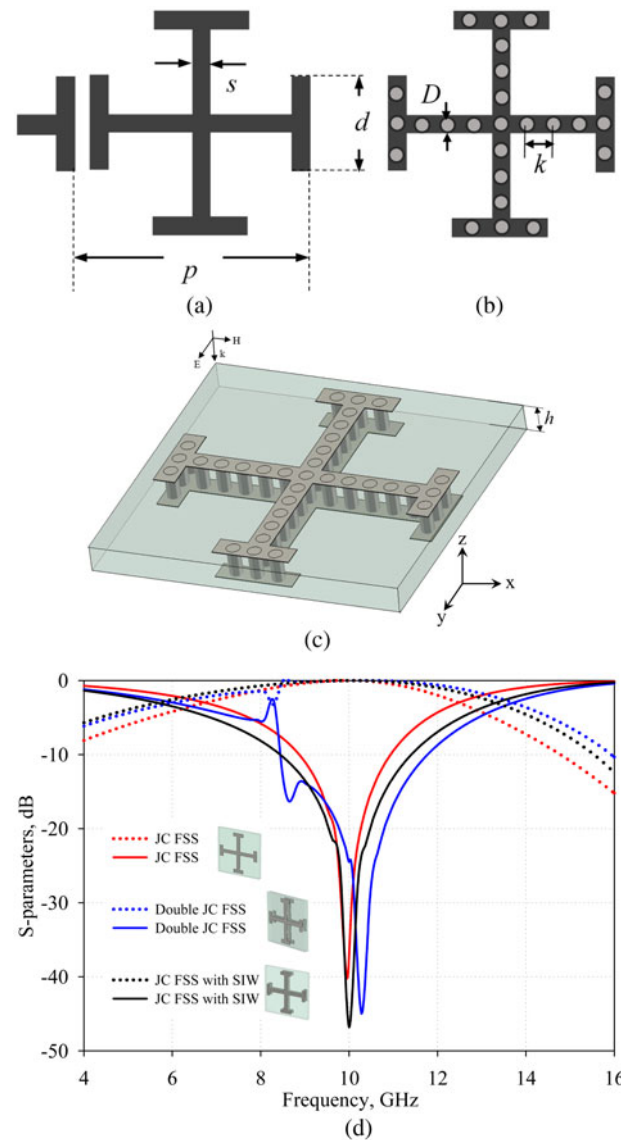 s
d
p
(a)
D
k
(b)
H
E
k
h
z
x
y
(c)
S-parameters, dB
0
-10
-20
-30
-40
-50
JC FSS
JC FSS
Double JC FSS
Double JC FSS
JC FSS with SIW
JC FSS with SIW
4 6 8 10 12 14 16
Frequency, GHz
(d)